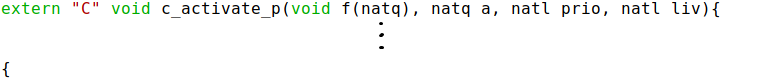 extern "C" void c_activate_p(void f(natq), natq a, natl prio, natl liv){
.
.
.
{